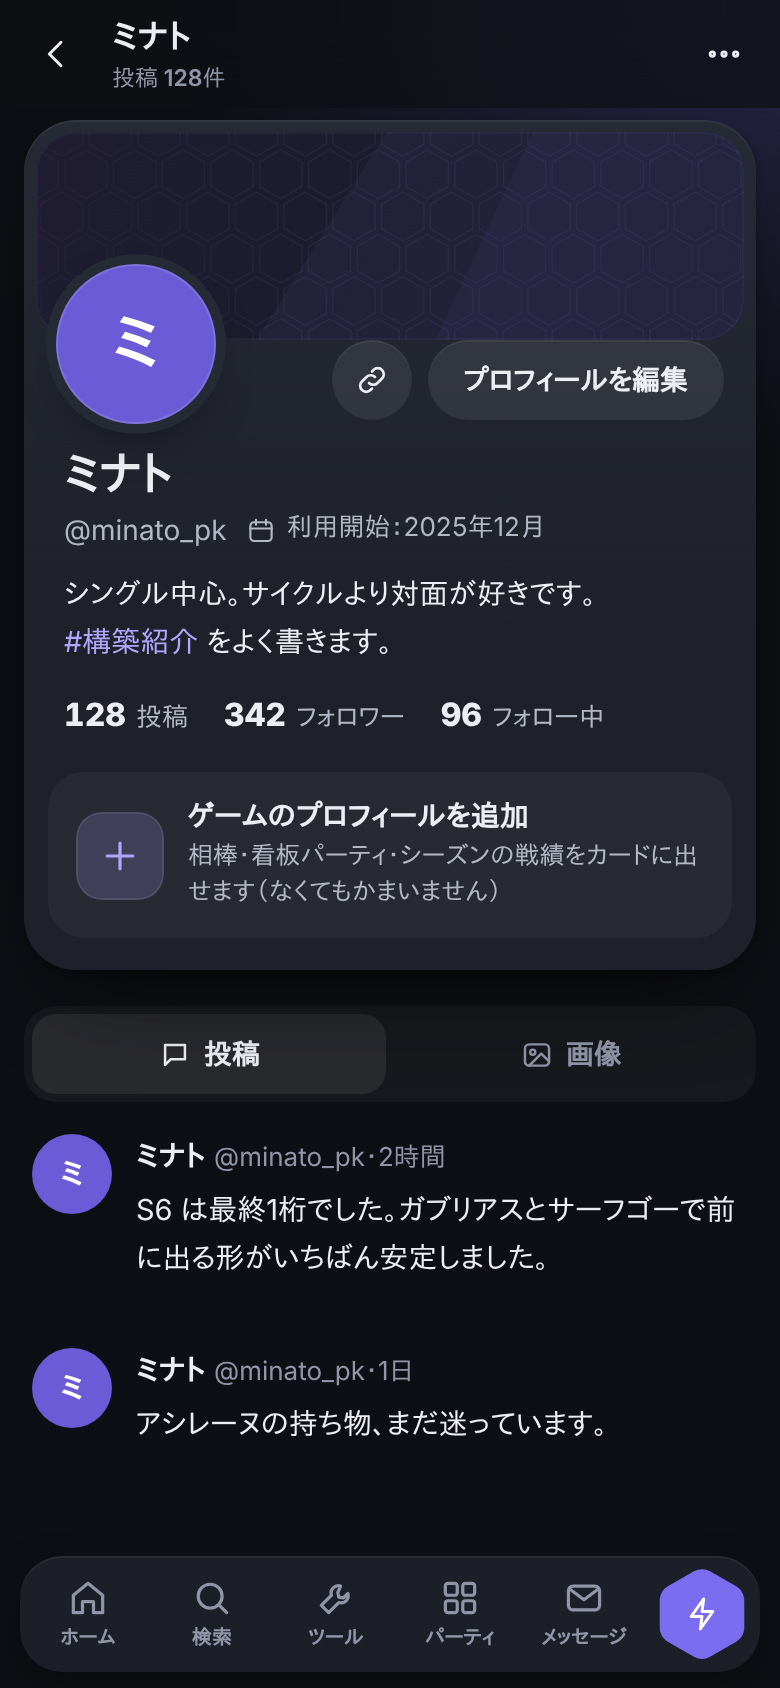 ミナト
投稿 128件
ミ
プロフィールを編集
ミナト
@minato_pk 利用開始:2025年12月
シングル中心。サイクルより対面が好きです。
#構築紹介 をよく書きます。
128 投稿 342 フォロワー 96 フォロー中
ゲームのプロフィールを追加
相棒・看板パーティ・シーズンの戦績をカードに出
せます(なくてもかまいません)
投稿 画像
ミ
ミナト @minato_pk・2時間
S6 は最終1桁でした。ガブリアスとサーフゴーで前
に出る形がいちばん安定しました。
ミ
ミナト @minato_pk・1日
アシレーヌの持ち物、まだ迷っています。
ホーム 検索 ツール パーティ メッセージ